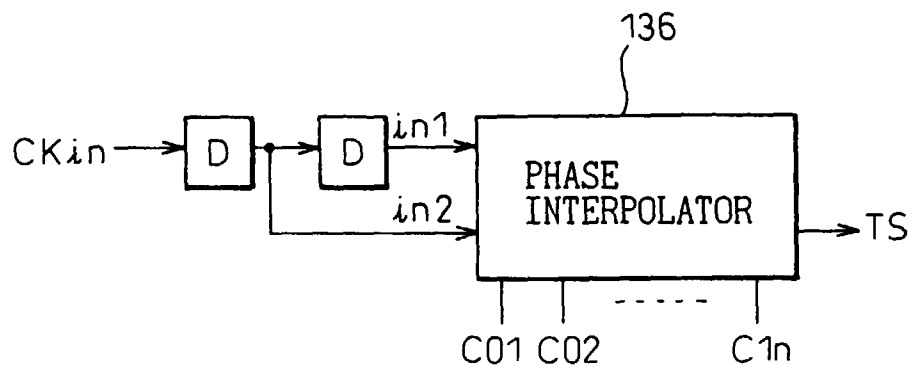 136
CKin
D
D
in1
in2
PHASE
INTERPOLATOR
TS
C01 C02 C1n